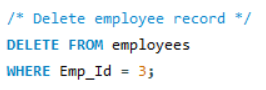 /* Delete employee record */
DELETE FROM employees
WHERE Emp_Id = 3;